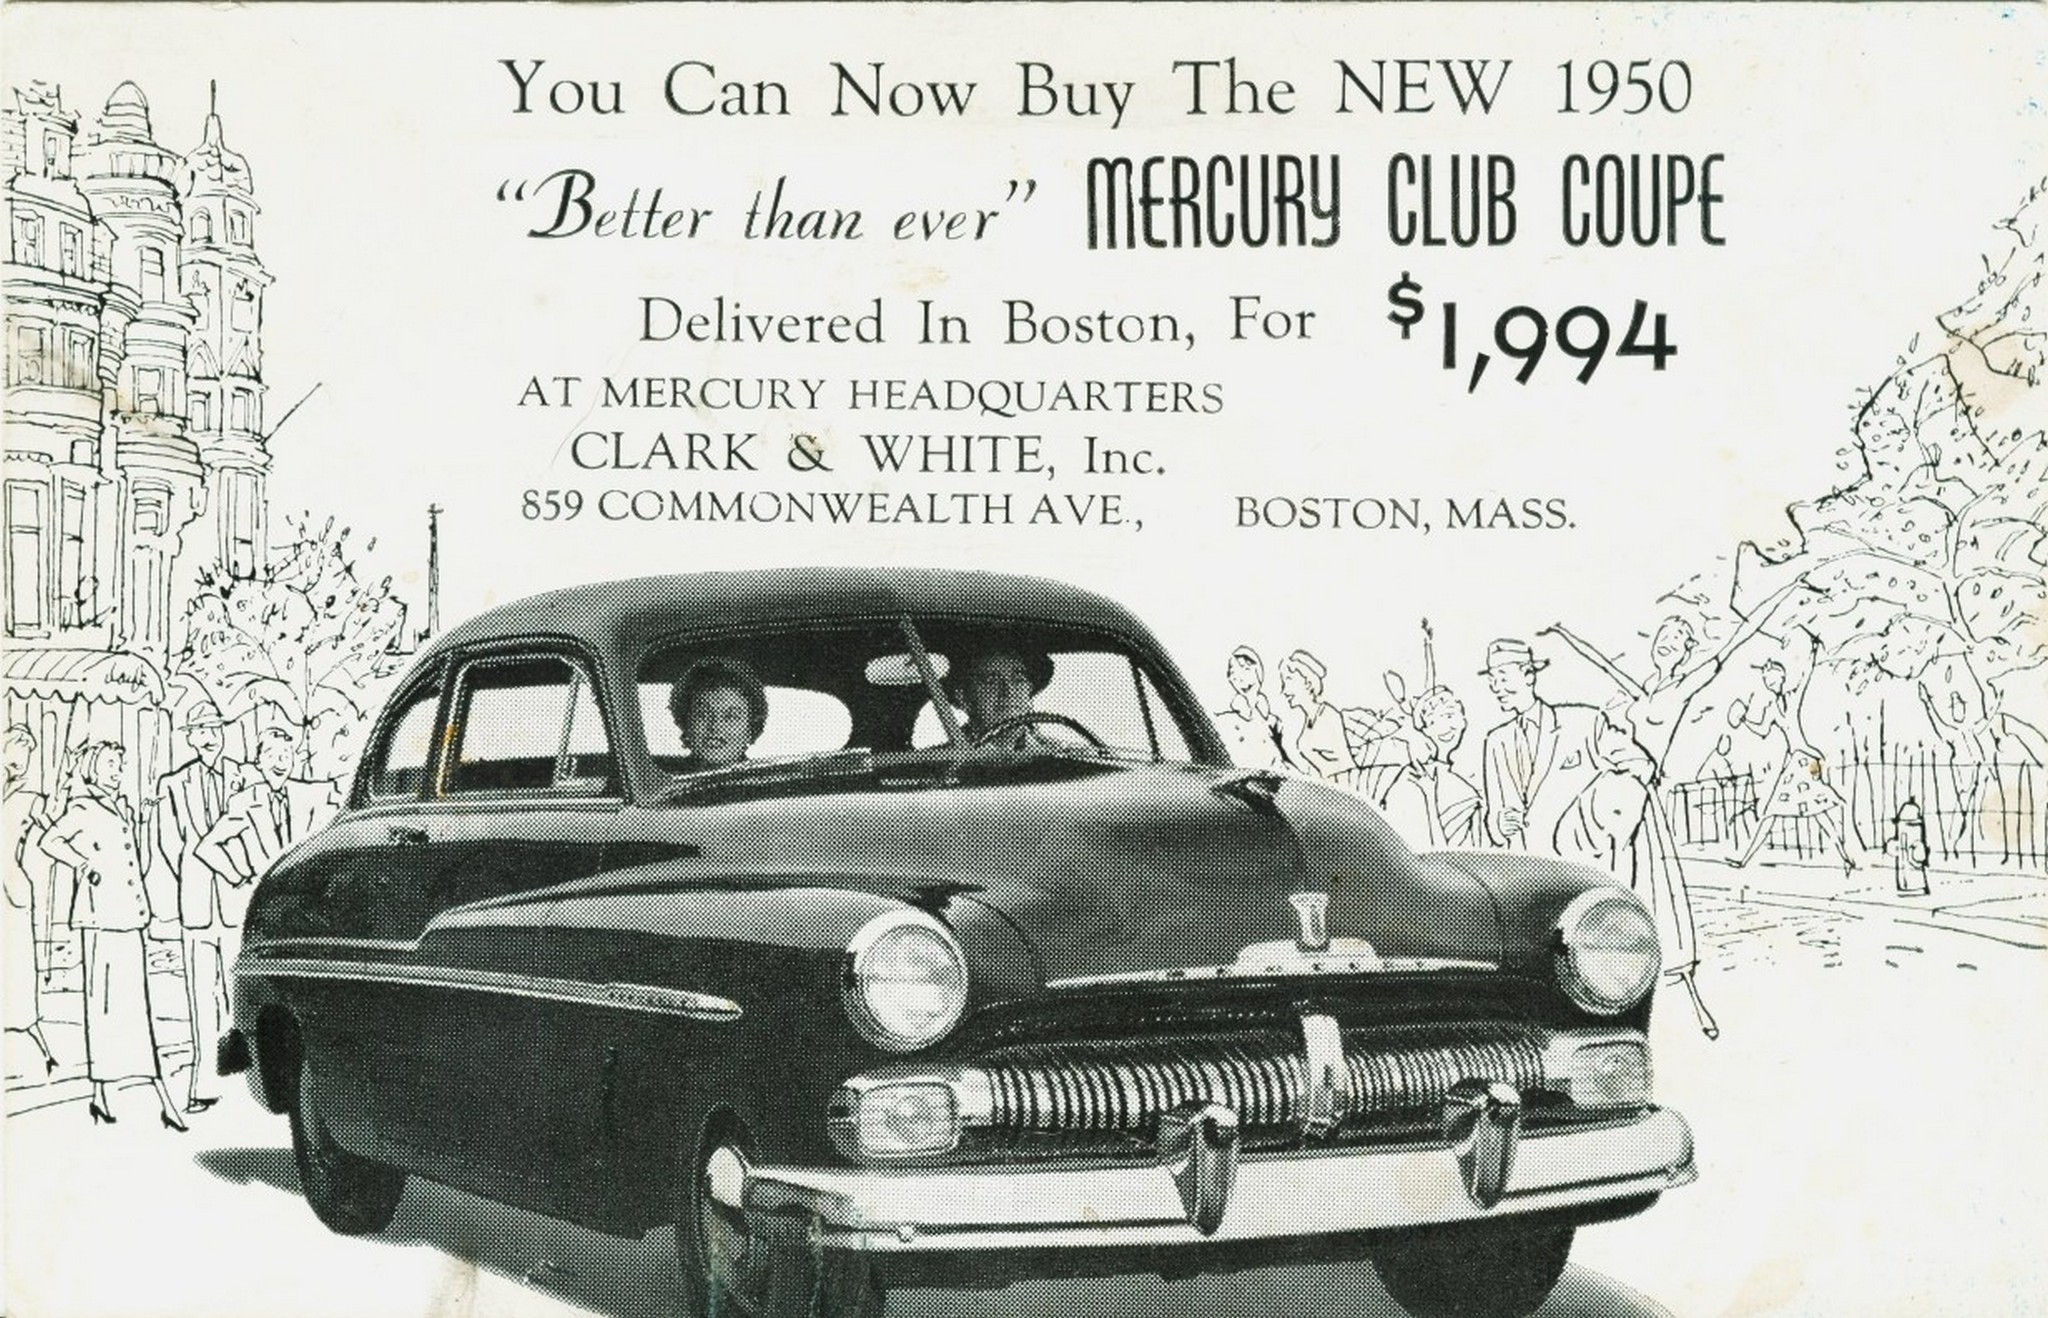 You Can Now Buy The NEW 1950
"Better than ever" MERCURY CLUB COUPE
Delivered In Boston, For $1,994
AT MERCURY HEADQUARTERS
CLARK & WHITE, Inc.
859 COMMONWEALTH AVE., BOSTON, MASS.